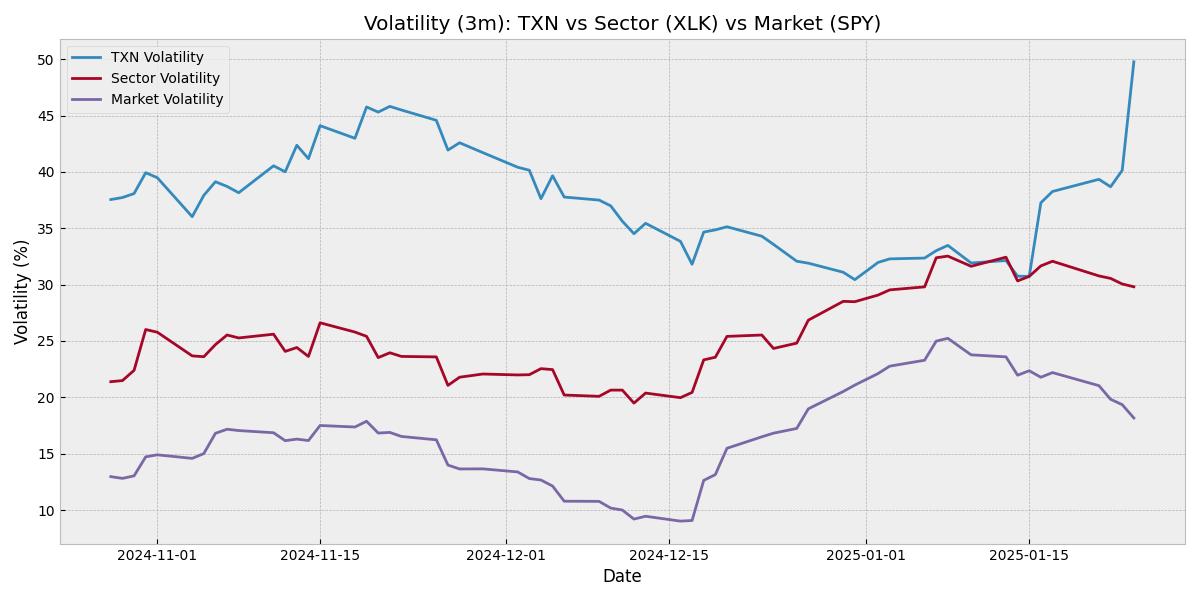 Volatility (3m): TXN vs Sector (XLK) vs Market (SPY)
TXN Volatility
Sector Volatility
Market Volatility
Volatility (%)
50
45
40
35
30
25
20
15
10
2024-11-01
2024-11-15
2024-12-01
2024-12-15
2025-01-01
2025-01-15
Date